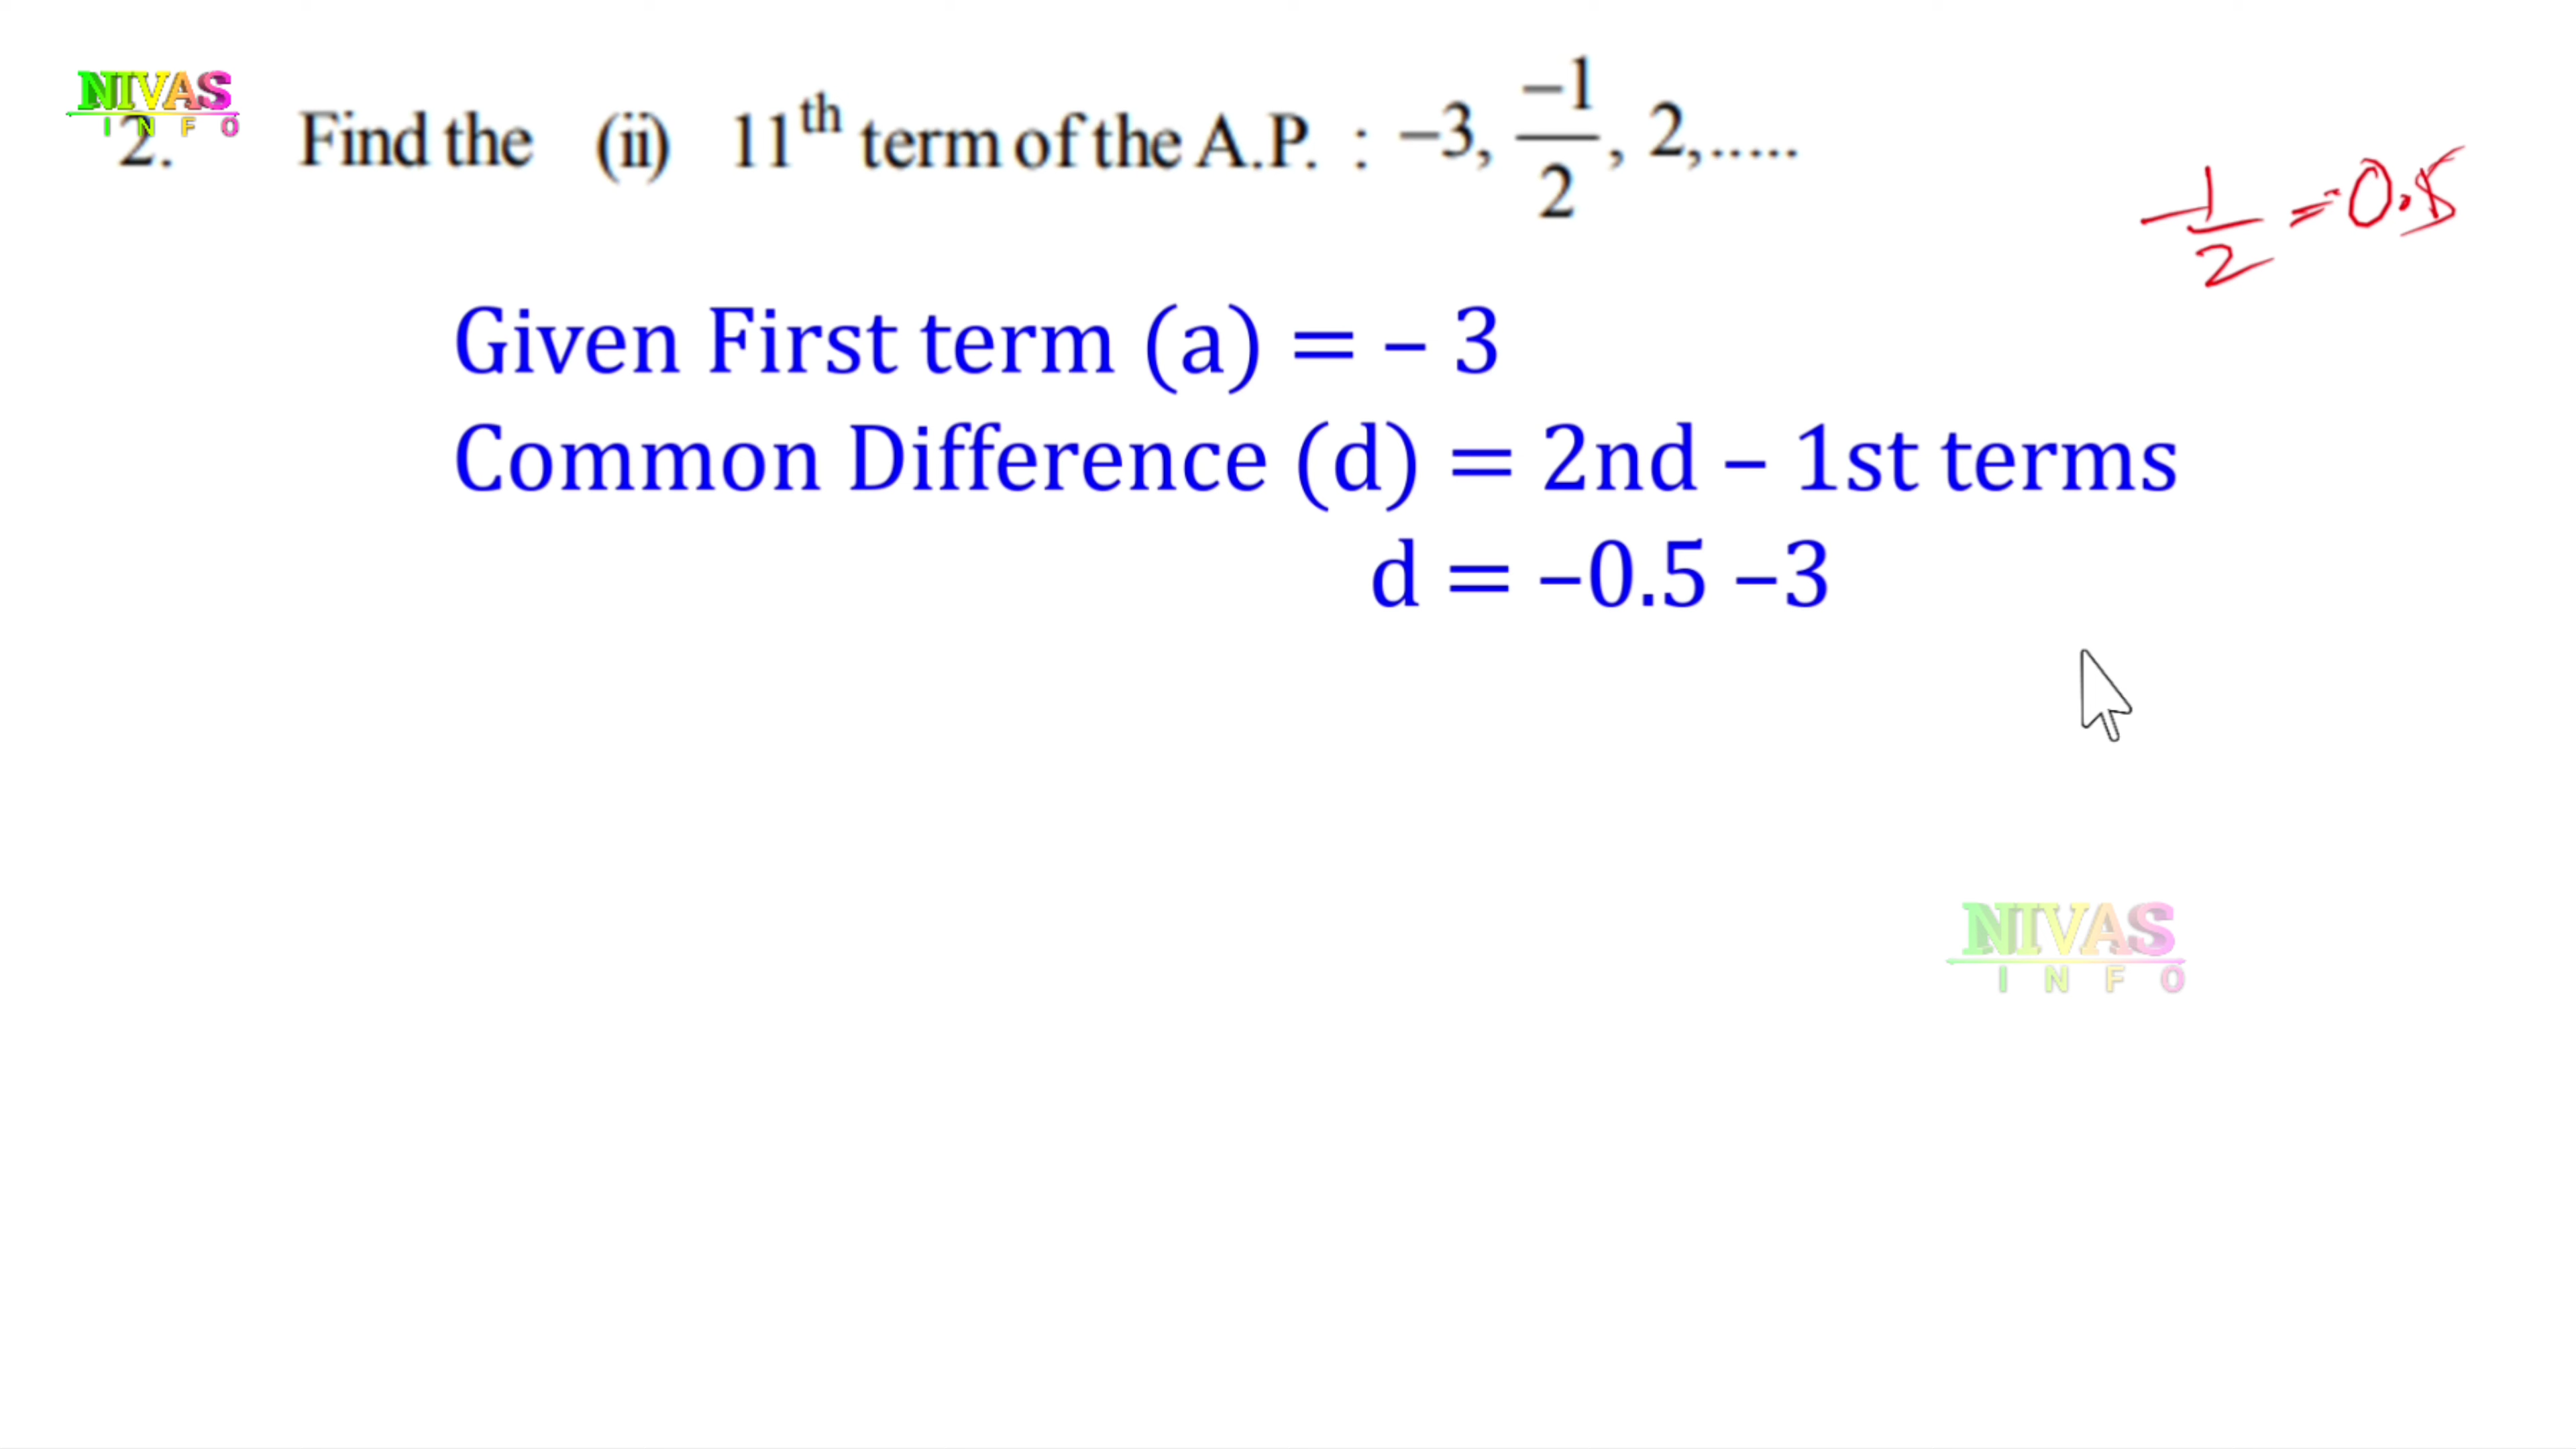 NIVAS
INFO
2. Find the (ii) 11th term of the A.P. : −3, −1/2, 2,.....
−1/2 = -0.5
Given First term (a) = – 3
Common Difference (d) = 2nd – 1st terms
d = –0.5 –3
NIVAS
INFO